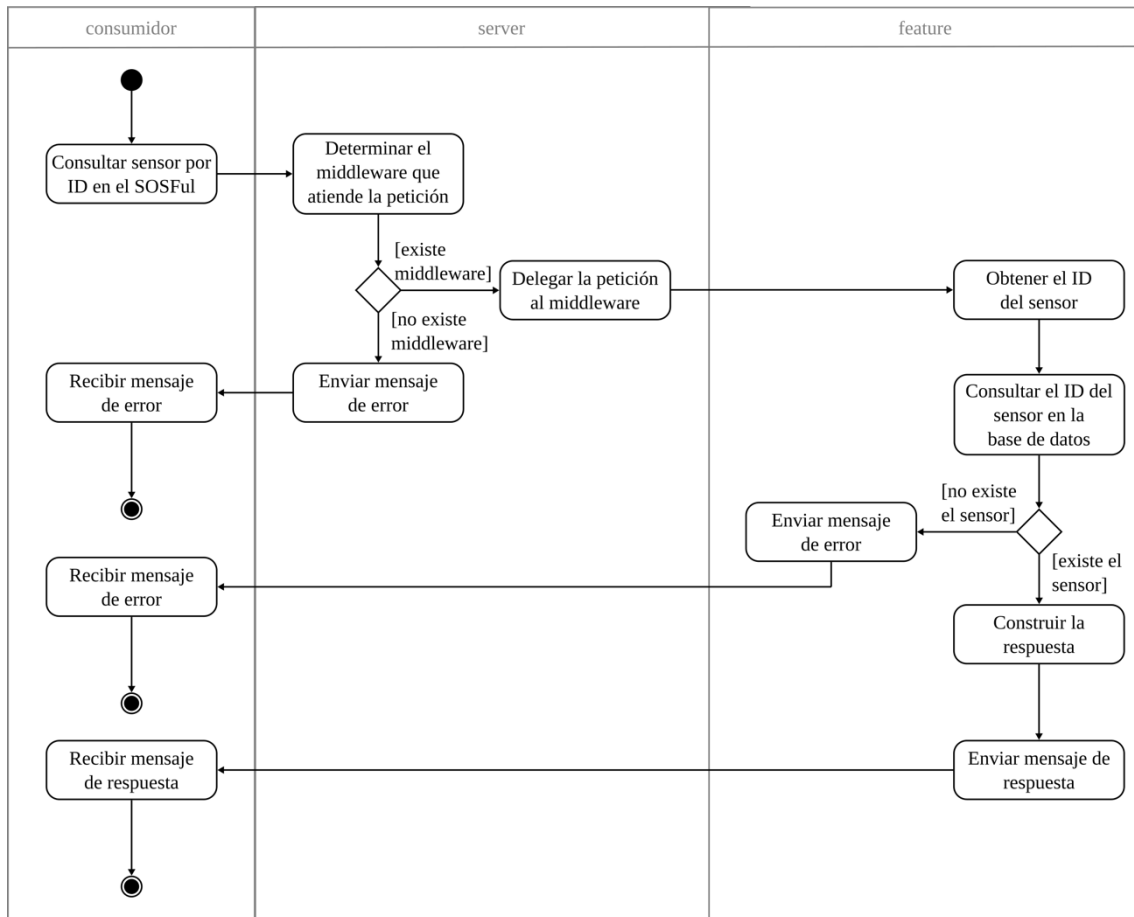 consumidor
server
feature
Consultar sensor por
ID en el SOSFul
Determinar el
middleware que
atiende la petición
[existe
middleware]
Delegar la petición
al middleware
Obtener el ID
del sensor
[no existe
middleware]
Recibir mensaje
de error
Enviar mensaje
de error
Consultar el ID del
sensor en la
base de datos
[no existe
el sensor]
Enviar mensaje
de error
[existe el
sensor]
Recibir mensaje
de error
Construir la
respuesta
Recibir mensaje
de respuesta
Enviar mensaje de
respuesta